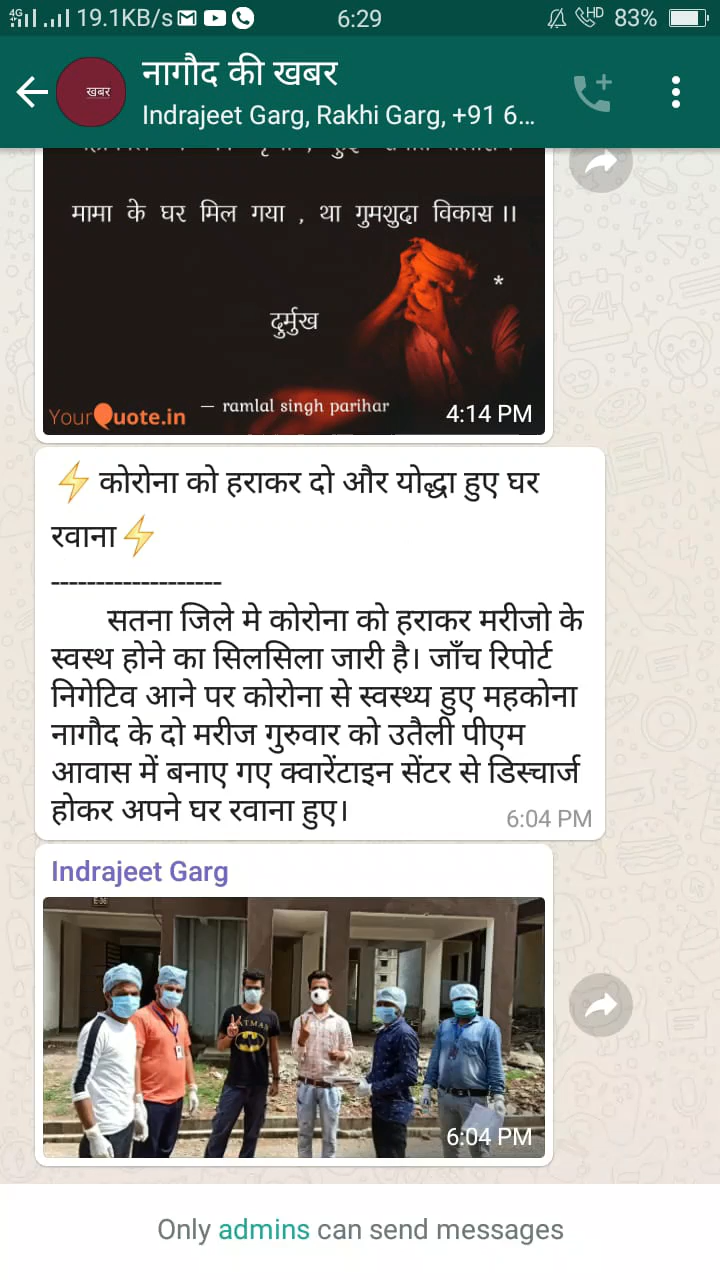 4G 19.1KB/s 6:29 HD 83%
खबर
नागौद की खबर
Indrajeet Garg, Rakhi Garg, +91 6...
मामा के घर मिल गया , था गुमशुदा विकास ।।
*
दुर्मुख
YourQuote.in
— ramlal singh parihar
4:14 PM
⚡ कोरोना को हराकर दो और योद्धा हुए घर
रवाना ⚡
-------------------
सतना जिले मे कोरोना को हराकर मरीजो के
स्वस्थ होने का सिलसिला जारी है। जाँच रिपोर्ट
निगेटिव आने पर कोरोना से स्वस्थ्य हुए महकोना
नागौद के दो मरीज गुरुवार को उतैली पीएम
आवास में बनाए गए क्वारेंटाइन सेंटर से डिस्चार्ज
होकर अपने घर रवाना हुए।
6:04 PM
Indrajeet Garg
E-36
ATMA
6:04 PM
Only admins can send messages